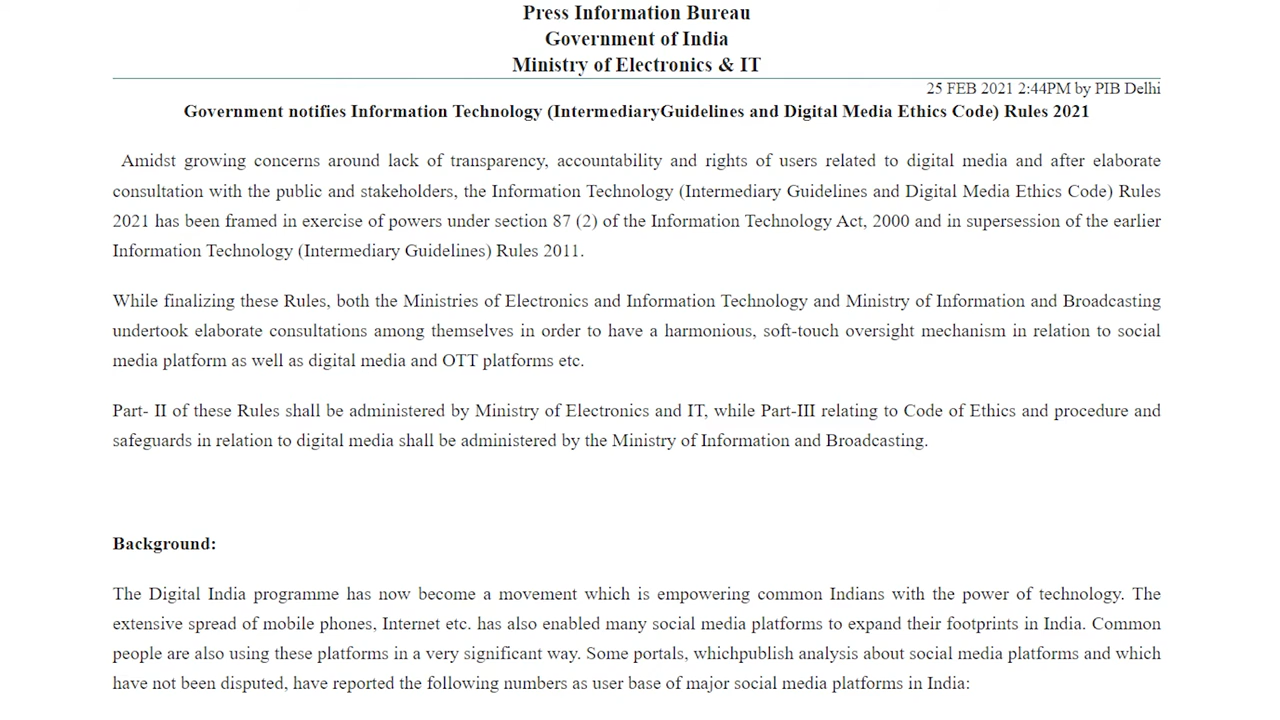 Press Information Bureau
Government of India
Ministry of Electronics & IT
25 FEB 2021 2:44PM by PIB Delhi
Government notifies Information Technology (IntermediaryGuidelines and Digital Media Ethics Code) Rules 2021
Amidst growing concerns around lack of transparency, accountability and rights of users related to digital media and after elaborate
consultation with the public and stakeholders, the Information Technology (Intermediary Guidelines and Digital Media Ethics Code) Rules
2021 has been framed in exercise of powers under section 87 (2) of the Information Technology Act, 2000 and in supersession of the earlier
Information Technology (Intermediary Guidelines) Rules 2011.
While finalizing these Rules, both the Ministries of Electronics and Information Technology and Ministry of Information and Broadcasting
undertook elaborate consultations among themselves in order to have a harmonious, soft-touch oversight mechanism in relation to social
media platform as well as digital media and OTT platforms etc.
Part- II of these Rules shall be administered by Ministry of Electronics and IT, while Part-III relating to Code of Ethics and procedure and
safeguards in relation to digital media shall be administered by the Ministry of Information and Broadcasting.
Background:
The Digital India programme has now become a movement which is empowering common Indians with the power of technology. The
extensive spread of mobile phones, Internet etc. has also enabled many social media platforms to expand their footprints in India. Common
people are also using these platforms in a very significant way. Some portals, whichpublish analysis about social media platforms and which
have not been disputed, have reported the following numbers as user base of major social media platforms in India: